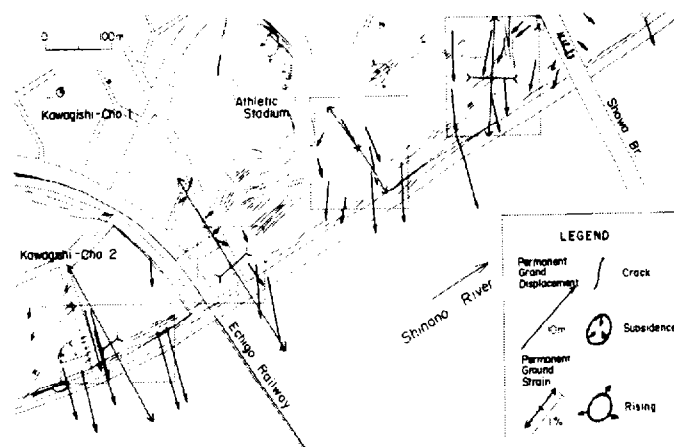 0 100m
Kawagishi-Cho 1
Athletic
Stadium
Showa Br.
Kawagishi-Cho 2
Echigo Railway
Shinano River
LEGEND
Permanent
Grand
Displacement
10m
Crack
Subsidence
Permanent
Ground
Strain
1%
Rising